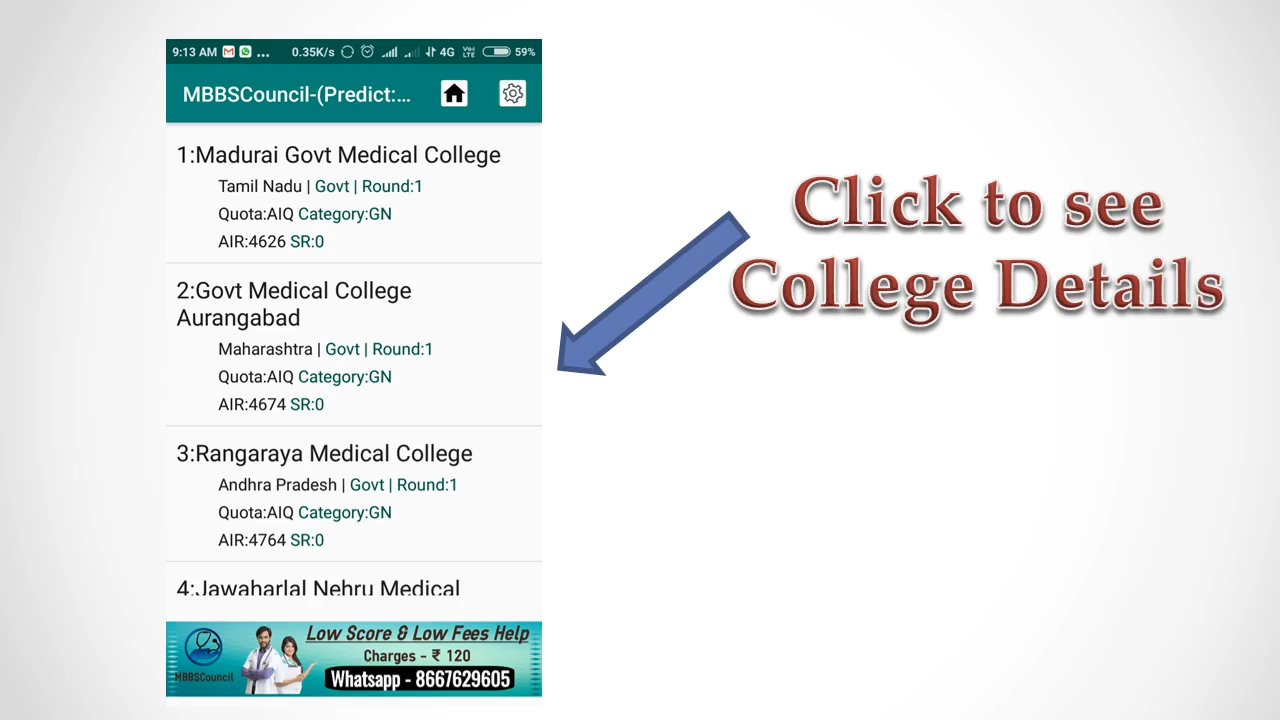 9:13 AM ... 0.35K/s 4G VoLTE 59%
MBBSCouncil-(Predict:...
1:Madurai Govt Medical College
Tamil Nadu | Govt | Round:1
Quota:AIQ Category:GN
AIR:4626 SR:0
2:Govt Medical College
Aurangabad
Maharashtra | Govt | Round:1
Quota:AIQ Category:GN
AIR:4674 SR:0
3:Rangaraya Medical College
Andhra Pradesh | Govt | Round:1
Quota:AIQ Category:GN
AIR:4764 SR:0
4:Jawaharlal Nehru Medical
Low Score & Low Fees Help
Charges - ₹ 120
MBBSCouncil
Whatsapp - 8667629605
Click to see
College Details